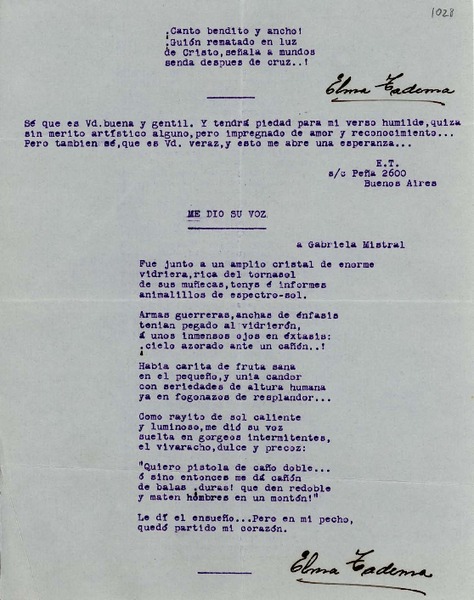 1028
¡Canto bendito y ancho!
¡Guión rematado en luz
de Cristo, señala a mundos
senda despues de cruz..!
Elma Tadema
Sé que es Vd.buena y gentil. Y tendrá piedad para mi verso humilde,quiza
sin merito artístico alguno,pero impregnado de amor y reconocimiento...
Pero tambien sé,que es Vd. veraz,y esto me abre una esperanza...
E.T.
s/c Peña 2600
Buenos Aires
ME DIO SU VOZ
a Gabriela Mistral
Fue junto a un amplio cristal de enorme
vidriera,rica del tornasol
de sus muñecas,tonys é informes
animalillos de espectro-sol.
Armas guerreras,anchas de énfasis
tenian pegado al vidrierón,
á unos inmensos ojos en éxtasis:
¡cielo azorado ante un cañón..!
Habia carita de fruta sana
en el pequeño,y unia candor
con seriedades de altura humana
ya en fogonazos de resplandor...
Como rayito de sol caliente
y luminoso,me dió su voz
suelta en gorgeos intermitentes,
el vivaracho,dulce y precoz:
"Quiero pistola de caño doble...
ó sino entonces me dá cañón
de balas ¡duras! que den redoble
y maten hómbres en un montón!"
Le dí el ensueño...Pero en mi pecho,
quedó partido mi corazón.
Elma Tadema